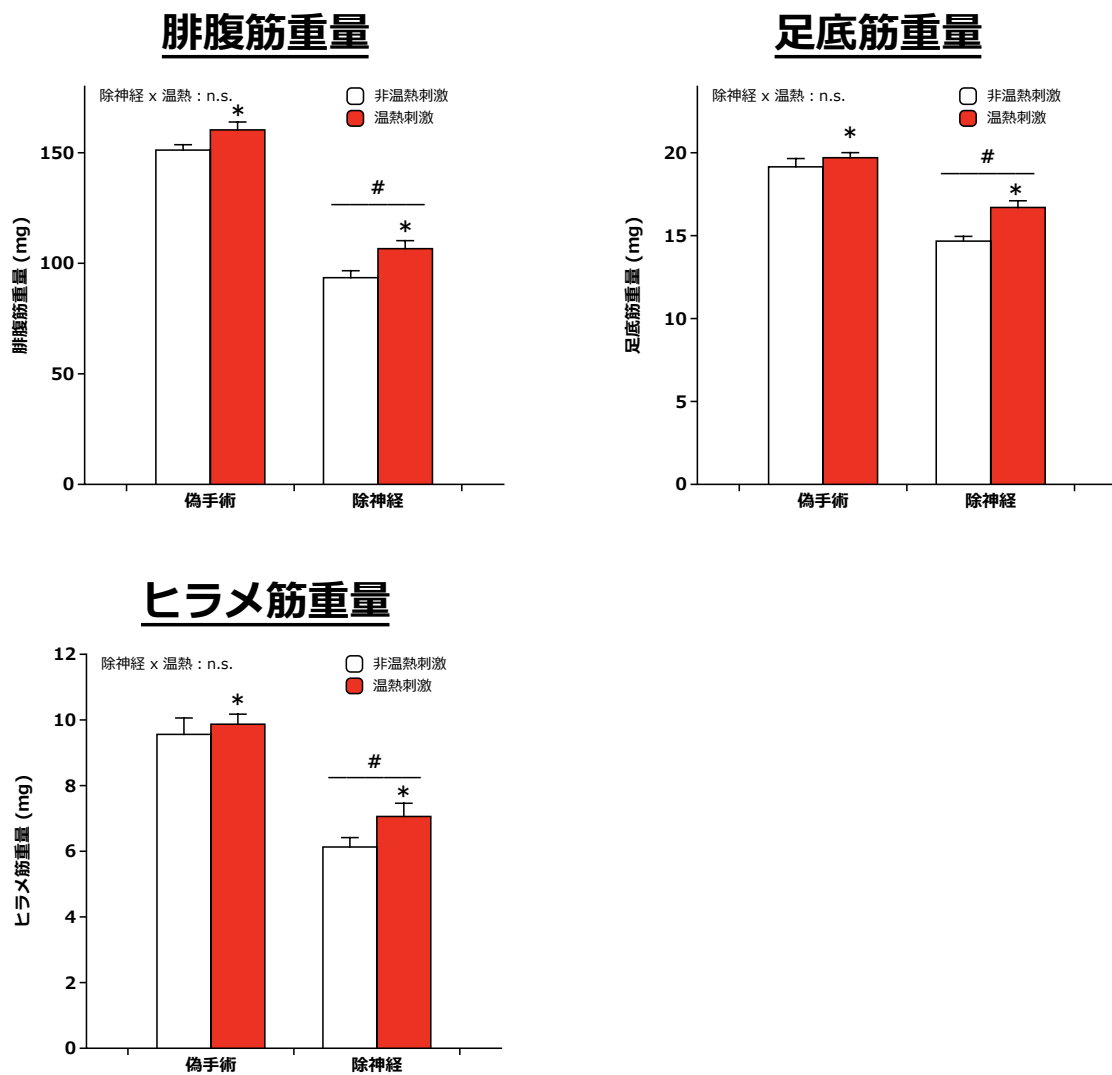 腓腹筋重量
除神経 x 温熱 : n.s.
非温熱刺激
温熱刺激
*
#
*
150
100
50
0
腓腹筋重量 (mg)
偽手術
除神経
足底筋重量
除神経 x 温熱 : n.s.
非温熱刺激
温熱刺激
*
#
*
20
15
10
5
0
足底筋重量 (mg)
偽手術
除神経
ヒラメ筋重量
除神経 x 温熱 : n.s.
非温熱刺激
温熱刺激
*
#
*
12
10
8
6
4
2
0
ヒラメ筋重量 (mg)
偽手術
除神経